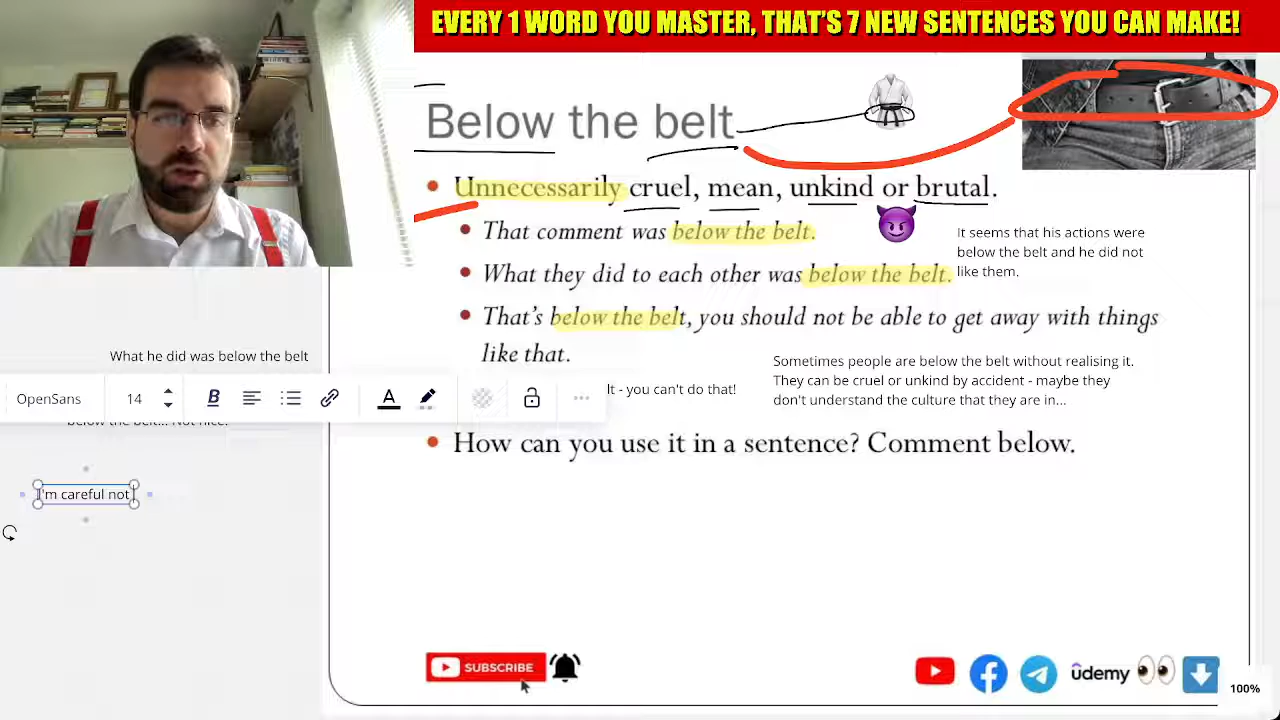 EVERY 1 WORD YOU MASTER, THAT'S 7 NEW SENTENCES YOU CAN MAKE!
Below the belt
Unnecessarily cruel, mean, unkind or brutal.
That comment was below the belt.
What they did to each other was below the belt.
That's below the belt, you should not be able to get away with things
like that.
It seems that his actions were
below the belt and he did not
like them.
What he did was below the belt
OpenSans
14
B
A
lt - you can't do that!
Sometimes people are below the belt without realising it.
They can be cruel or unkind by accident - maybe they
don't understand the culture that they are in...
below the belt... Not nice!
How can you use it in a sentence? Comment below.
I'm careful not
SUBSCRIBE
udemy
100%